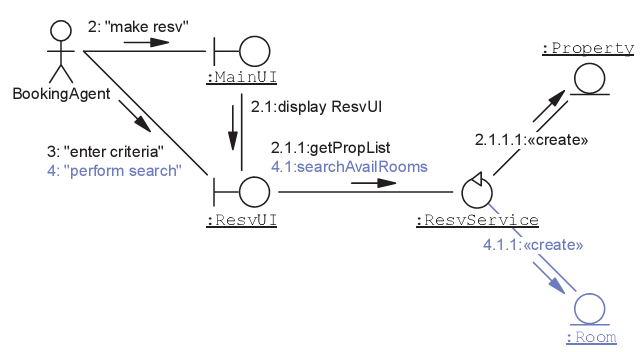 2: "make resv"
:Property
:MainUI
BookingAgent
2.1:display ResvUI
2.1.1:getPropList
2.1.1.1:«create»
3: "enter criteria"
4: "perform search"
4.1:searchAvailRooms
:ResvUI
:ResvService
4.1.1:«create»
:Room